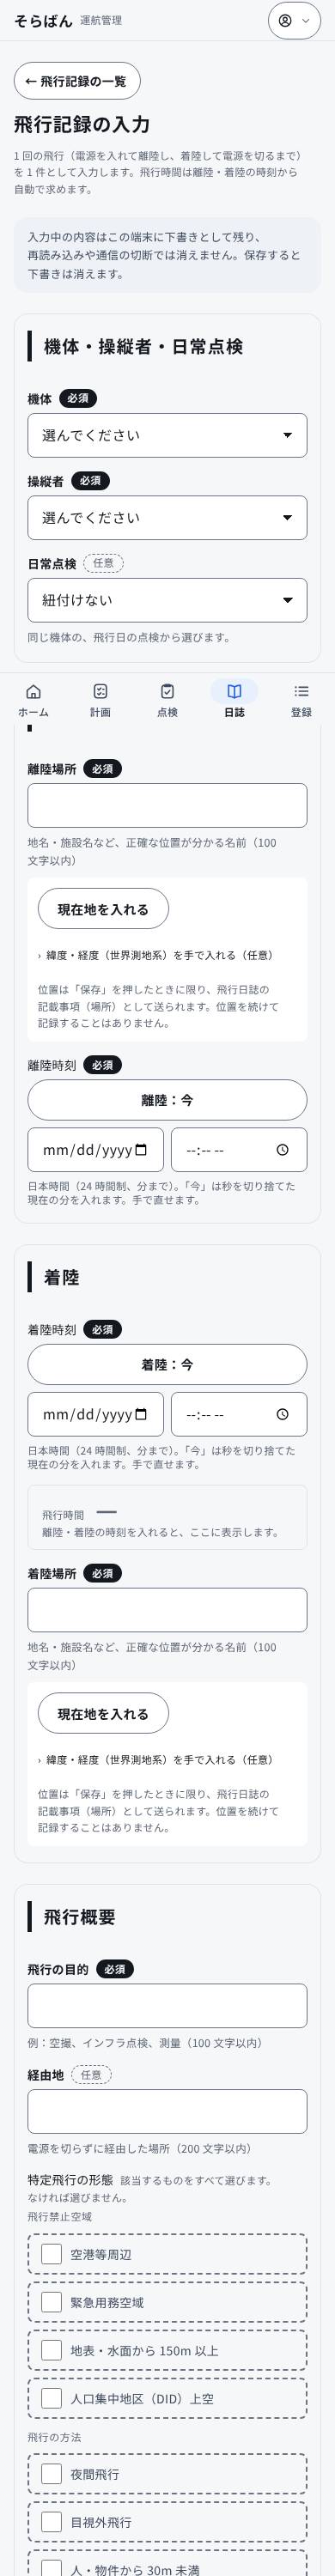 そらばん 運航管理
← 飛行記録の一覧
飛行記録の入力
1 回の飛行（電源を入れて離陸し、着陸して電源を切るまで）
を 1 件として入力します。飛行時間は離陸・着陸の時刻から
自動で求めます。
入力中の内容はこの端末に下書きとして残り、
再読み込みや通信の切断では消えません。保存すると
下書きは消えます。
機体・操縦者・日常点検
機体 必須
選んでください
操縦者 必須
選んでください
日常点検 任意
紐付けない
同じ機体の、飛行日の点検から選びます。
ホーム 計画 点検 日誌 登録
離陸場所 必須
地名・施設名など、正確な位置が分かる名前（100
文字以内）
現在地を入れる
› 緯度・経度（世界測地系）を手で入れる（任意）
位置は「保存」を押したときに限り、飛行日誌の
記載事項（場所）として送られます。位置を続けて
記録することはありません。
離陸時刻 必須
離陸：今
mm/dd/yyyy --:-- --
日本時間（24 時間制、分まで）。「今」は秒を切り捨てた
現在の分を入れます。手で直せます。
着陸
着陸時刻 必須
着陸：今
mm/dd/yyyy --:-- --
日本時間（24 時間制、分まで）。「今」は秒を切り捨てた
現在の分を入れます。手で直せます。
飛行時間 —
離陸・着陸の時刻を入れると、ここに表示します。
着陸場所 必須
地名・施設名など、正確な位置が分かる名前（100
文字以内）
現在地を入れる
› 緯度・経度（世界測地系）を手で入れる（任意）
位置は「保存」を押したときに限り、飛行日誌の
記載事項（場所）として送られます。位置を続けて
記録することはありません。
飛行概要
飛行の目的 必須
例：空撮、インフラ点検、測量（100 文字以内）
経由地 任意
電源を切らずに経由した場所（200 文字以内）
特定飛行の形態 該当するものをすべて選びます。
なければ選びません。
飛行禁止空域
空港等周辺
緊急用務空域
地表・水面から 150m 以上
人口集中地区（DID）上空
飛行の方法
夜間飛行
目視外飛行
人・物件から 30m 未満